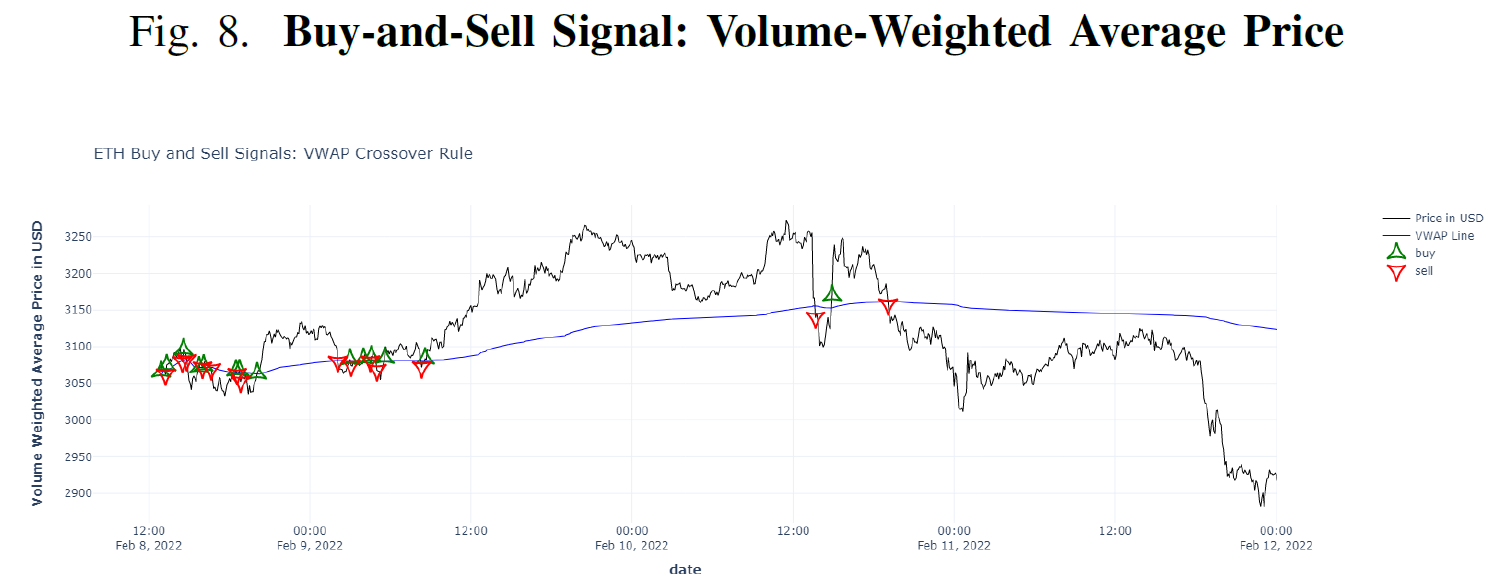 Fig. 8. Buy-and-Sell Signal: Volume-Weighted Average Price
ETH Buy and Sell Signals: VWAP Crossover Rule
Volume Weighted Average Price in USD
3250
3200
3150
3100
3050
3000
2950
2900
12:00
Feb 8, 2022
00:00
Feb 9, 2022
12:00
00:00
Feb 10, 2022
12:00
00:00
Feb 11, 2022
12:00
00:00
Feb 12, 2022
date
Price in USD
VWAP Line
buy
sell